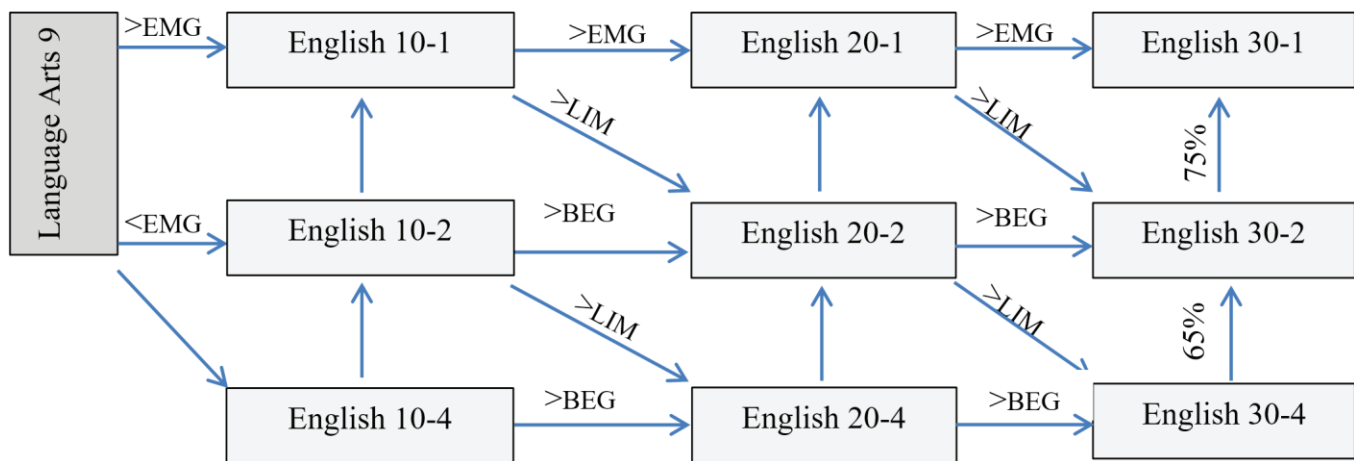 Language Arts 9
>EMG
English 10-1
>EMG
English 20-1
>EMG
English 30-1
>LIM
>LIM
75%
<EMG
English 10-2
>BEG
English 20-2
>BEG
English 30-2
>LIM
>LIM
65%
English 10-4
>BEG
English 20-4
>BEG
English 30-4